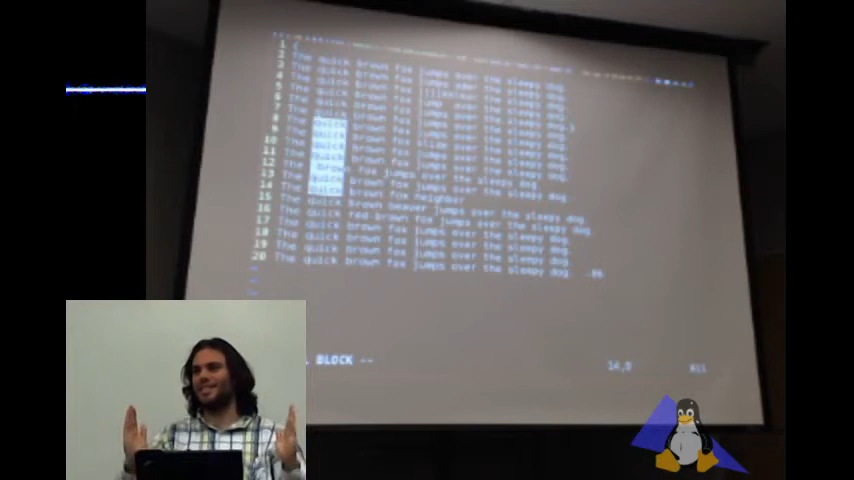 1 {
2 The quick brown fox jumps over the sleepy dog.
3 The quick brown fox jumps over the sleepy dog.
4 The quick brown fox over the sleepy dog.
5 The quick brown fox
6 The quick brown fox jump over the sleepy dog.
7 The quick brown fox jumps over the sleepy dog.
8 The quick brown fox jumps over the sleepy dog.}
9 The quick brown fox jumps over the sleepy dog.
10 The quick brown fox slide over the sleepy dog.
11 The quick brown fox jumps over the sleepy dog.
12 The quick brown fox jumps over the sleepy dog.
13 The brown fox jumps over the sleepy dog.
14 The quick brown fox jumps over the sleepy dog
15 The quick brown fox neighbor
16 The quick brown beaver jumps over the sleepy dog.
17 The quick red brown fox jumps over the sleepy dog.
18 The quick brown fox jumps over the sleepy dog.
19 The quick brown fox jumps over the sleepy dog.
20 The quick brown fox jumps over the sleepy dog.
BLOCK -- 14,8 All